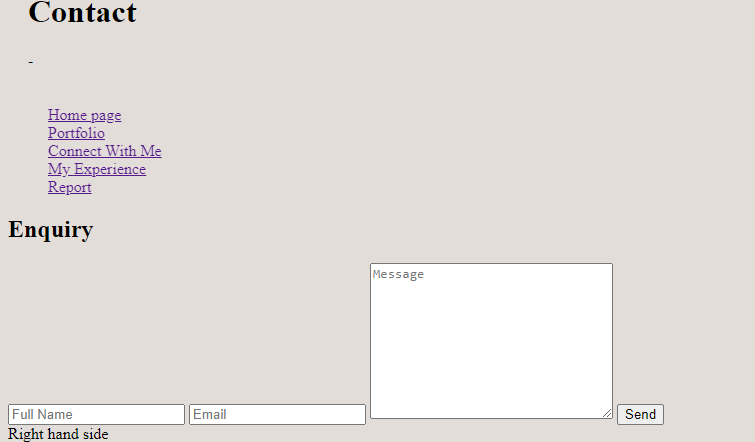 Contact
-
Home page
Portfolio
Connect With Me
My Experience
Report
Enquiry
Message
Full Name Email Send
Right hand side